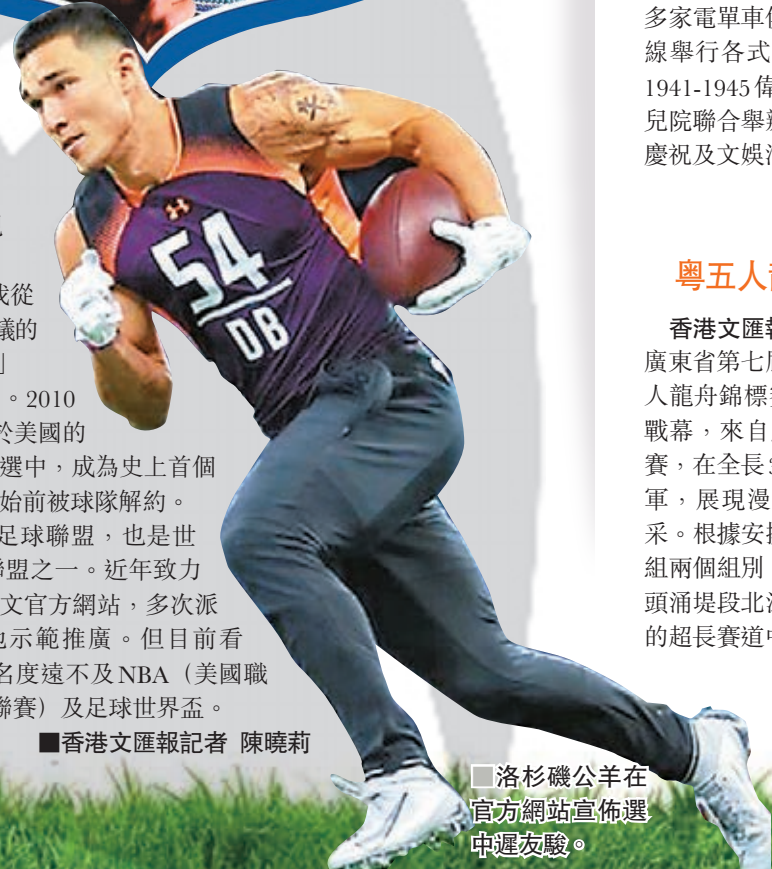 54
DB
從
議的
」
。2010
於美國的
選中，成為史上首個
始前被球隊解約。
足球聯盟，也是世
聯盟之一。近年致力
文官方網站，多次派
示範推廣。但目前看
名度遠不及NBA（美國職
聯賽）及足球世界盃。
■香港文匯報記者 陳曉莉
■洛杉磯公羊在
官方網站宣佈選
中遲友駿。
多家電單車
線舉行各式
1941-1945偉
兒院聯合舉辦
慶祝及文娛
粵五人
香港文匯報
廣東省第七屆
人龍舟錦標
戰幕，來自
賽，在全長
軍，展現漫
采。根據安排
組兩個組別
頭涌堤段北
的超長賽道中